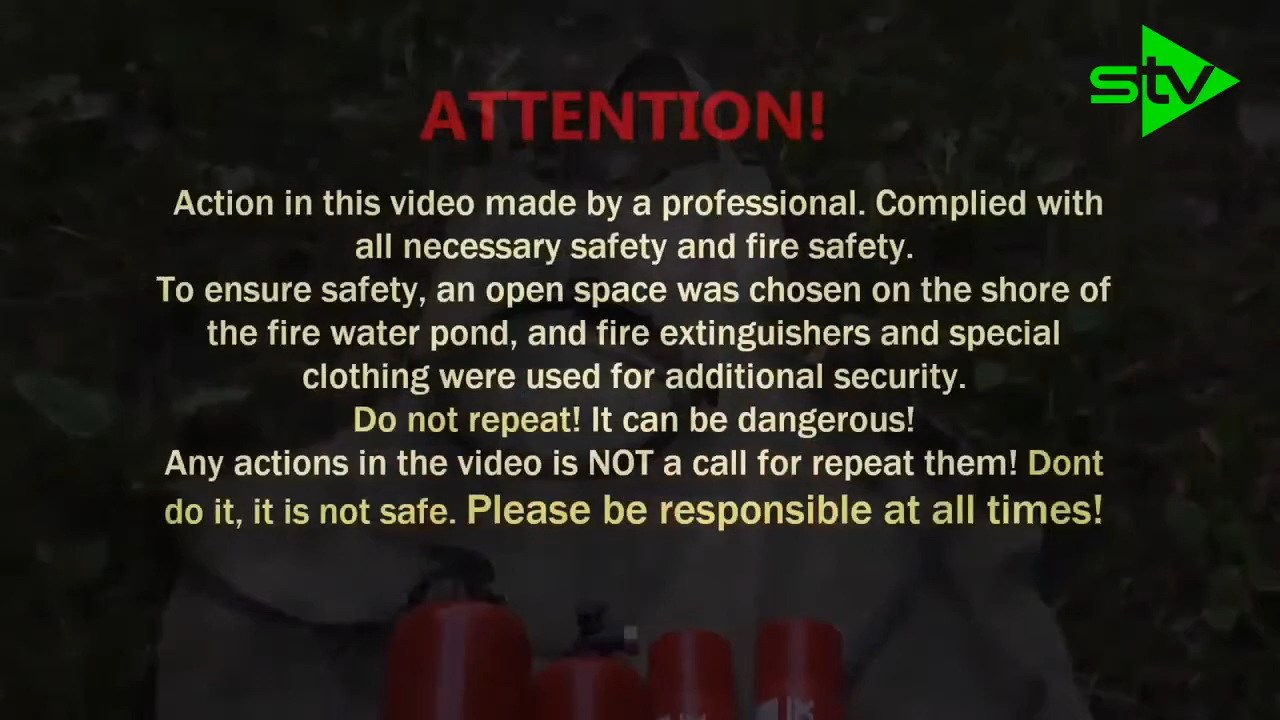 stv
ATTENTION!
Action in this video made by a professional. Complied with
all necessary safety and fire safety.
To ensure safety, an open space was chosen on the shore of
the fire water pond, and fire extinguishers and special
clothing were used for additional security.
Do not repeat! It can be dangerous!
Any actions in the video is NOT a call for repeat them! Dont
do it, it is not safe. Please be responsible at all times!